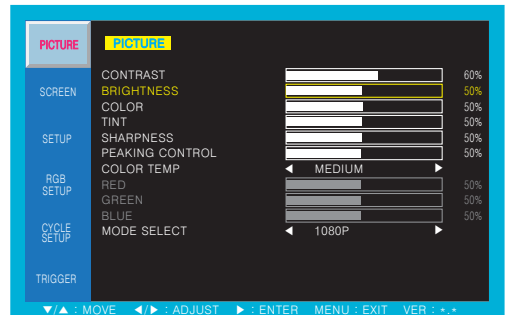 PICTURE
PICTURE
CONTRAST 60%
SCREEN BRIGHTNESS 50%
COLOR 50%
TINT 50%
SETUP SHARPNESS 50%
PEAKING CONTROL 50%
COLOR TEMP ◀ MEDIUM ▶
RGB SETUP
RED 50%
GREEN 50%
BLUE 50%
CYCLE SETUP
MODE SELECT ◀ 1080P ▶
TRIGGER
▼/▲ : MOVE ◀/▶ : ADJUST ▶ : ENTER MENU : EXIT VER : *.*